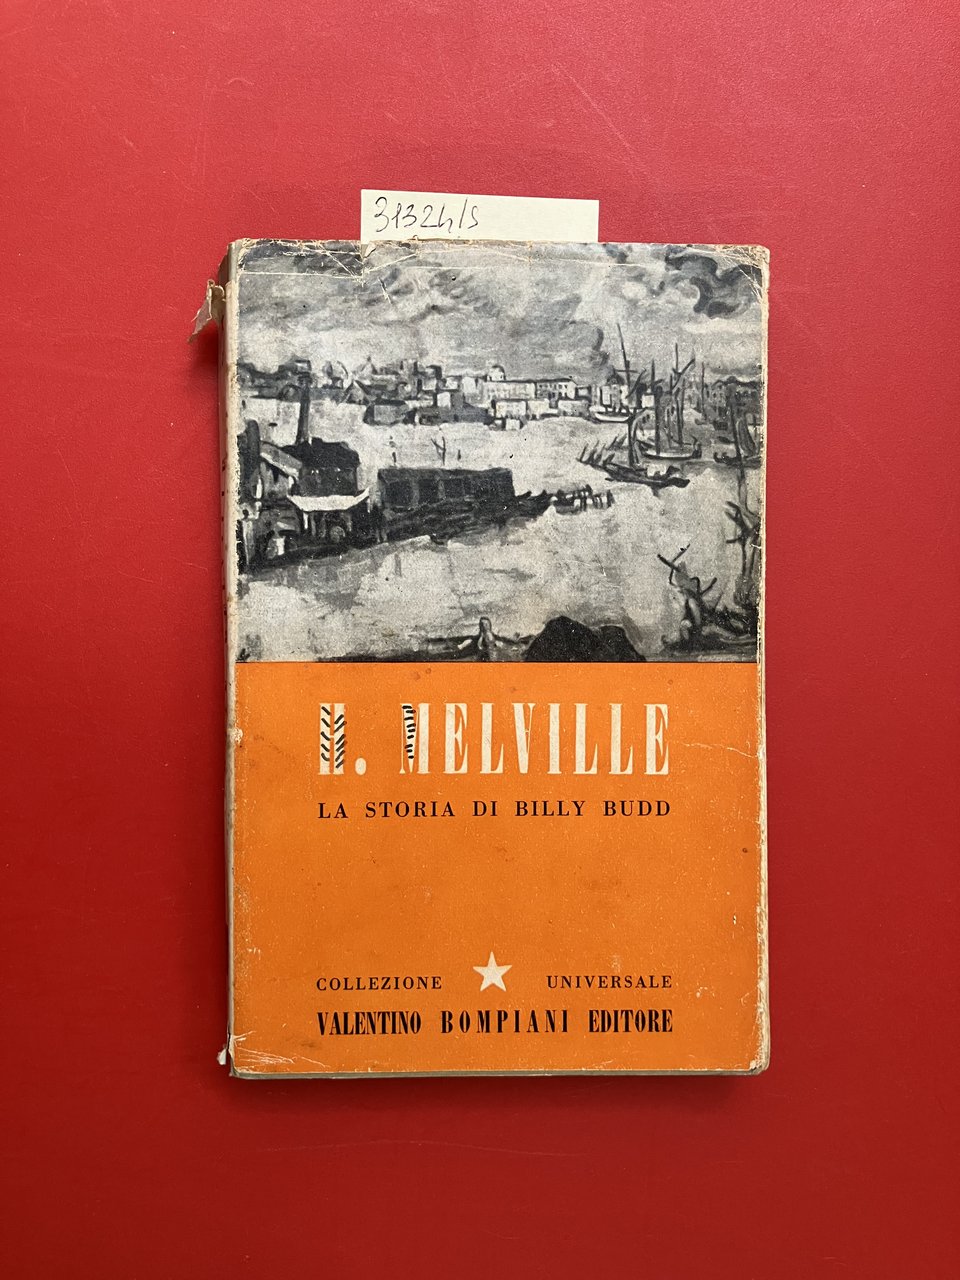 31324/S
H. MELVILLE
LA STORIA DI BILLY BUDD
COLLEZIONE UNIVERSALE
VALENTINO BOMPIANI EDITORE